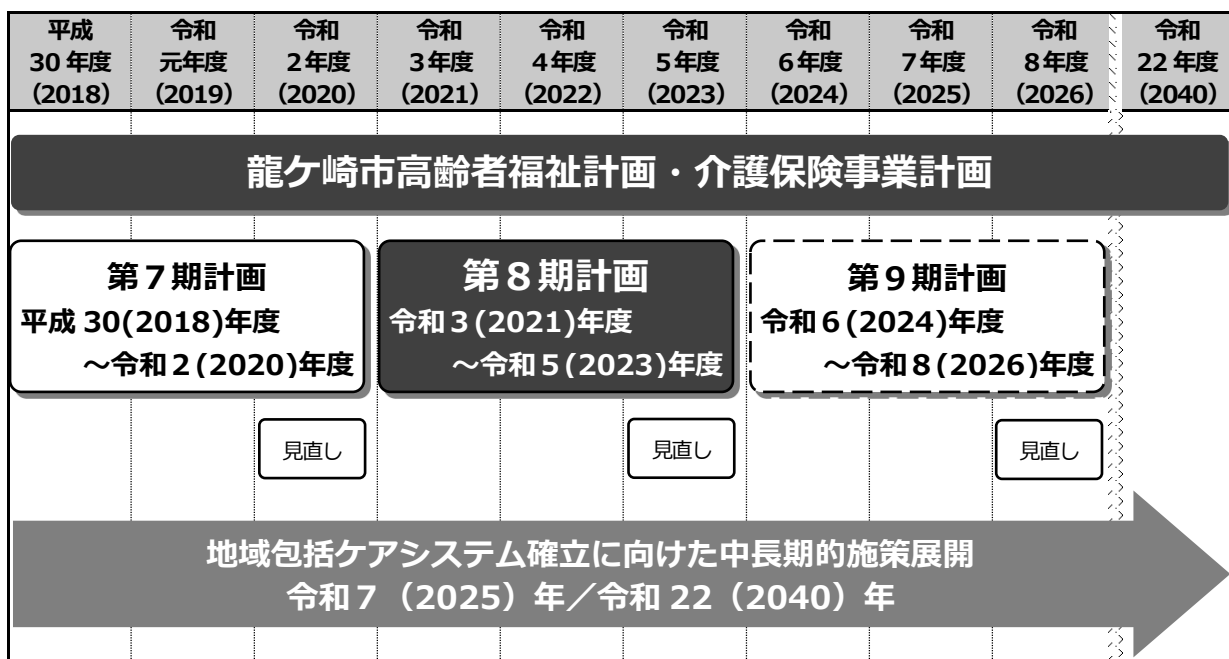 平成 令和 令和 令和 令和 令和 令和 令和 令和 令和
30 年度 元年度 2年度 3年度 4年度 5年度 6年度 7年度 8年度 22 年度
（2018） （2019） （2020） （2021） （2022） （2023） （2024） （2025） （2026） （2040）
龍ケ崎市高齢者福祉計画・介護保険事業計画
第７期計画
平成 30(2018)年度
～令和２(2020)年度
第８期計画
令和３(2021)年度
～令和５(2023)年度
第９期計画
令和６(2024)年度
～令和８(2026)年度
見直し 見直し 見直し
地域包括ケアシステム確立に向けた中長期的施策展開
令和７（2025）年／令和 22（2040）年